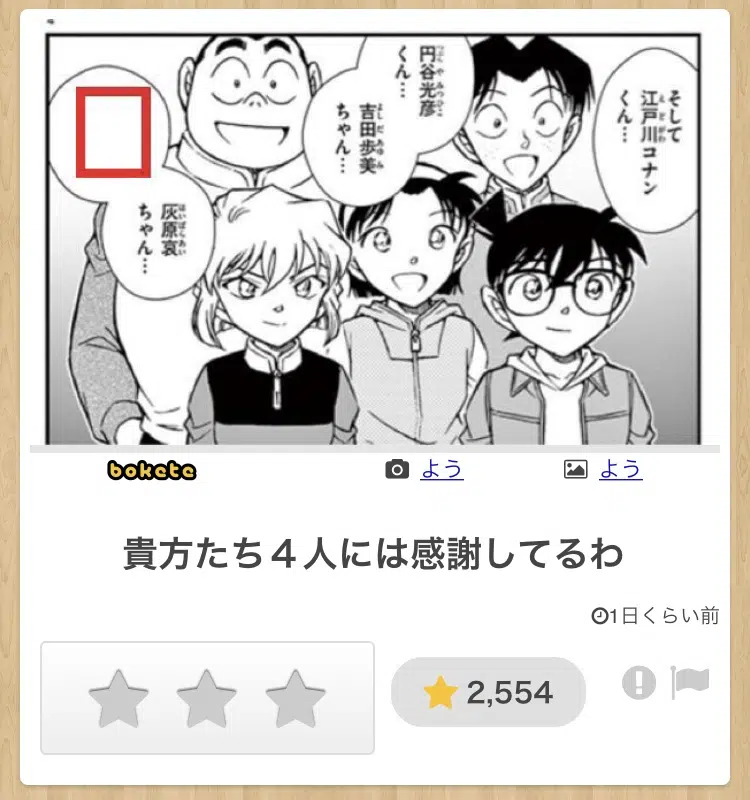 そして
江戸川コナン
くん…
円谷光彦
くん…
吉田歩美
ちゃん…
灰原哀
ちゃん…
bokete
よう
よう
貴方たち４人には感謝してるわ
1日くらい前
2,554